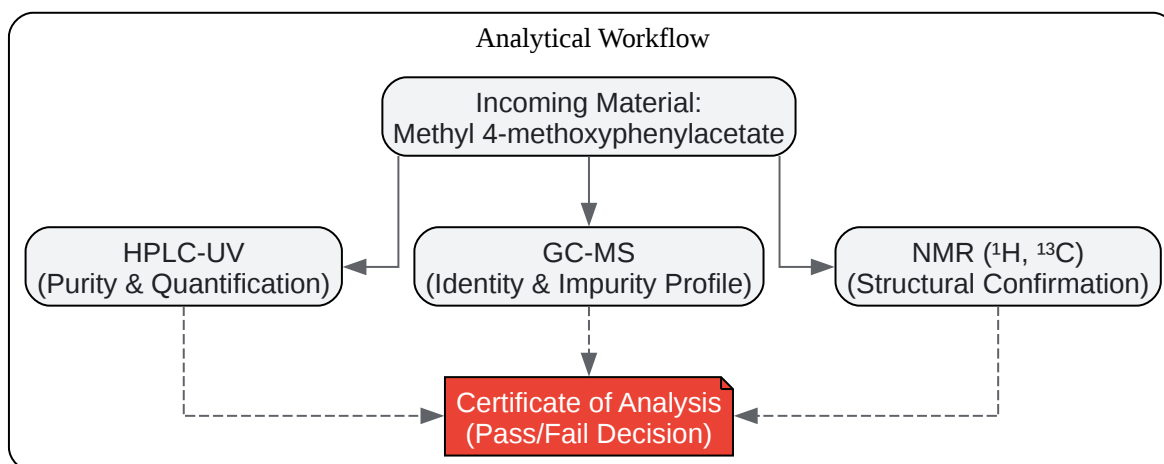 Analytical Workflow
Incoming Material:
Methyl 4-methoxyphenylacetate
HPLC-UV
(Purity & Quantification)
GC-MS
(Identity & Impurity Profile)
NMR (¹H, ¹³C)
(Structural Confirmation)
Certificate of Analysis
(Pass/Fail Decision)